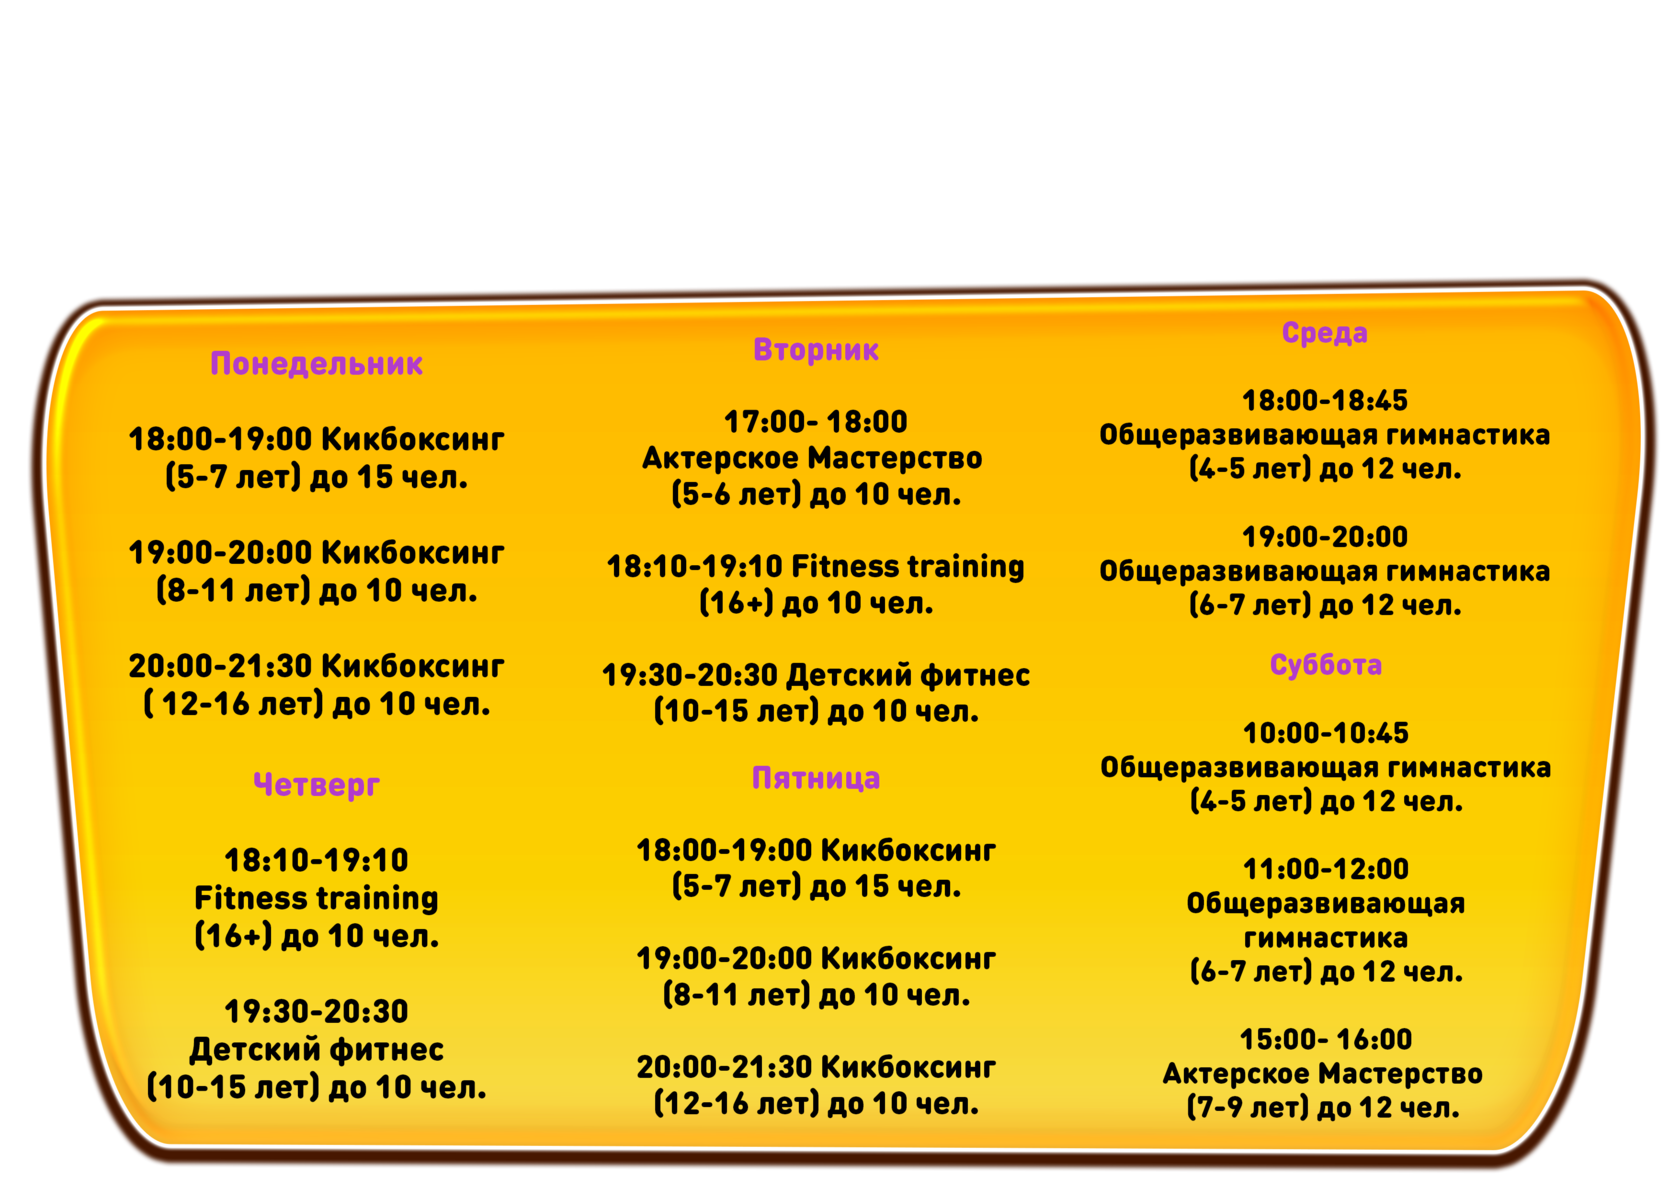 Понедельник
18:00-19:00 Кикбоксинг
(5-7 лет) до 15 чел.
19:00-20:00 Кикбоксинг
(8-11 лет) до 10 чел.
20:00-21:30 Кикбоксинг
( 12-16 лет) до 10 чел.
Четверг
18:10-19:10
Fitness training
(16+) до 10 чел.
19:30-20:30
Детский фитнес
(10-15 лет) до 10 чел.
Вторник
17:00- 18:00
Актерское Мастерство
(5-6 лет) до 10 чел.
18:10-19:10 Fitness training
(16+) до 10 чел.
19:30-20:30 Детский фитнес
(10-15 лет) до 10 чел.
Пятница
18:00-19:00 Кикбоксинг
(5-7 лет) до 15 чел.
19:00-20:00 Кикбоксинг
(8-11 лет) до 10 чел.
20:00-21:30 Кикбоксинг
(12-16 лет) до 10 чел.
Среда
18:00-18:45
Общеразвивающая гимнастика
(4-5 лет) до 12 чел.
19:00-20:00
Общеразвивающая гимнастика
(6-7 лет) до 12 чел.
Суббота
10:00-10:45
Общеразвивающая гимнастика
(4-5 лет) до 12 чел.
11:00-12:00
Общеразвивающая
гимнастика
(6-7 лет) до 12 чел.
15:00- 16:00
Актерское Мастерство
(7-9 лет) до 12 чел.